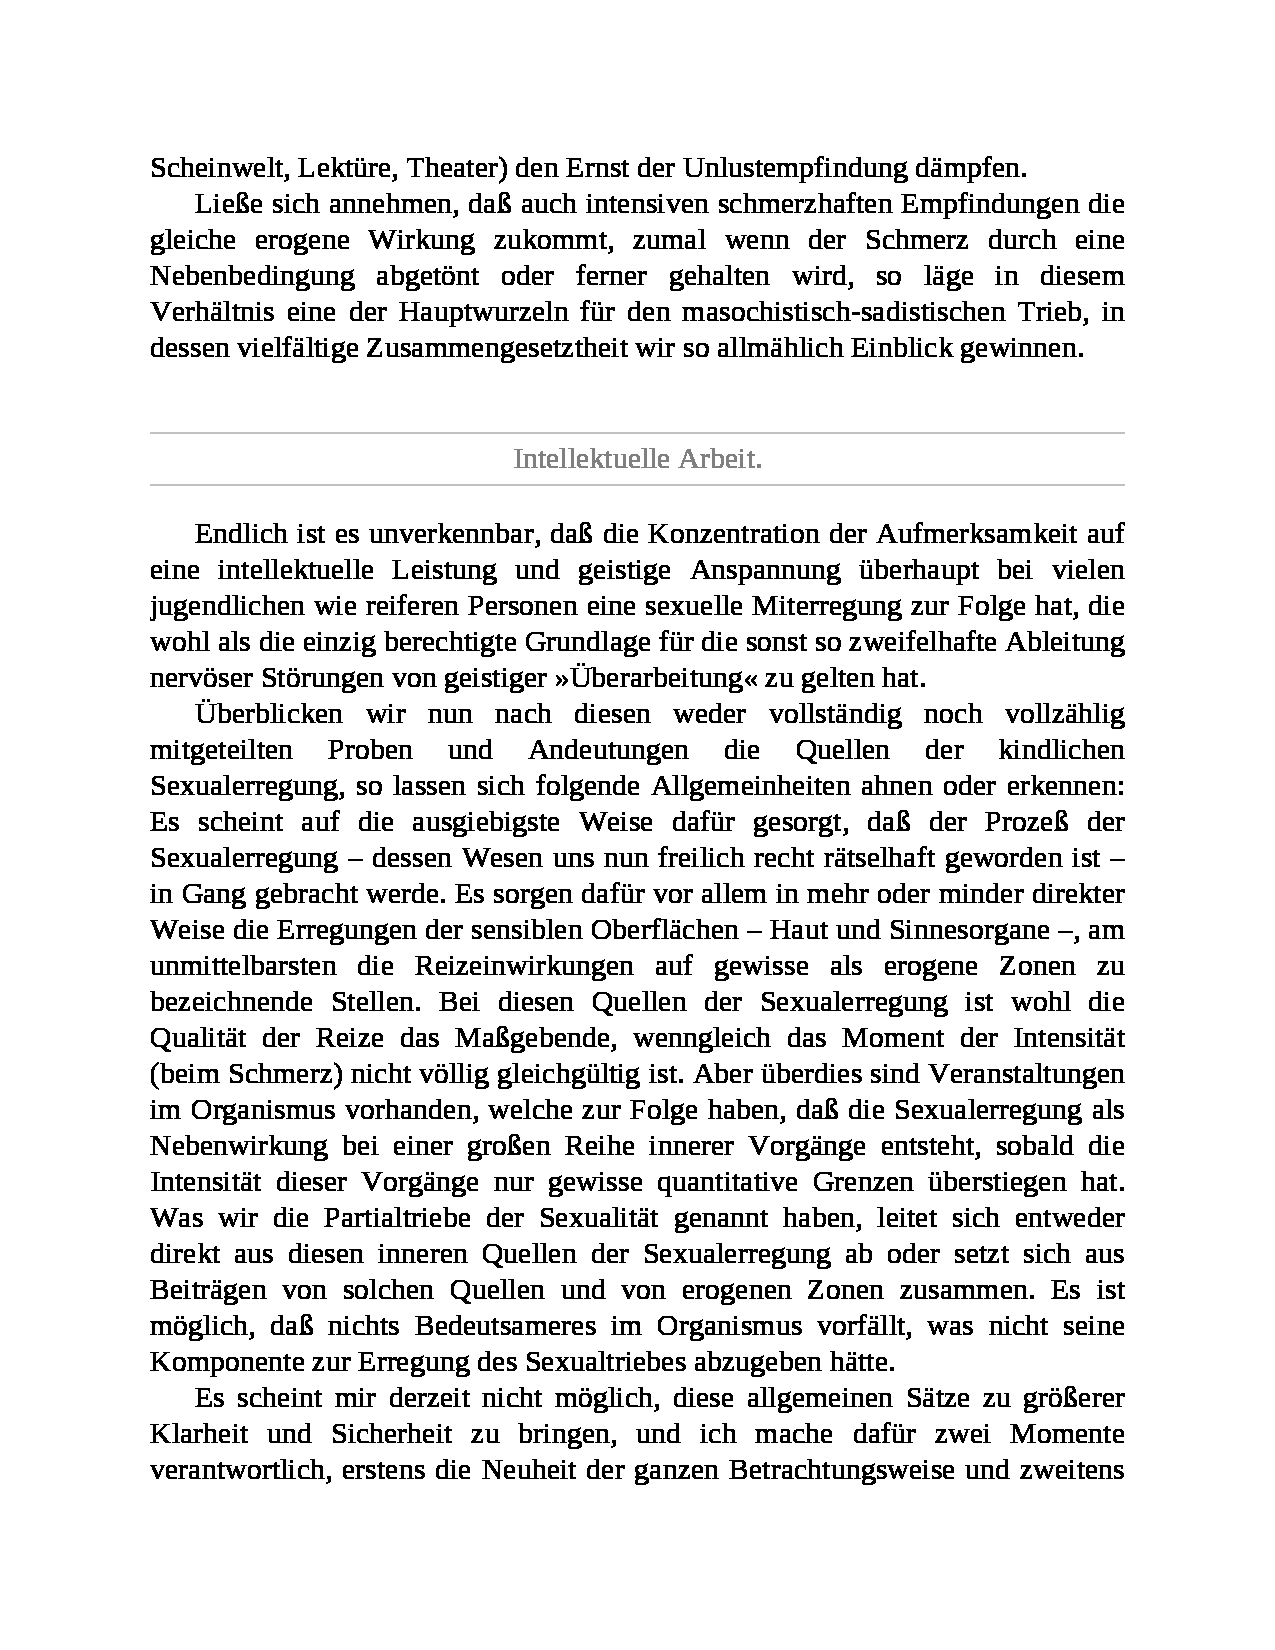 Scheinwelt, Lektüre, Theater) den Ernst der Unlustempfindung dämpfen.
Ließe sich annehmen, daß auch intensiven schmerzhaften Empfindungen die
gleiche erogene Wirkung zukommt, zumal wenn der Schmerz durch eine
Nebenbedingung abgetönt oder ferner gehalten wird, so läge in diesem
Verhältnis eine der Hauptwurzeln für den masochistisch-sadistischen Trieb, in
dessen vielfältige Zusammengesetztheit wir so allmählich Einblick gewinnen.
Intellektuelle Arbeit.
Endlich ist es unverkennbar, daß die Konzentration der Aufmerksamkeit auf
eine intellektuelle Leistung und geistige Anspannung überhaupt bei vielen
jugendlichen wie reiferen Personen eine sexuelle Miterregung zur Folge hat, die
wohl als die einzig berechtigte Grundlage für die sonst so zweifelhafte Ableitung
nervöser Störungen von geistiger »Überarbeitung« zu gelten hat.
Überblicken wir nun nach diesen weder vollständig noch vollzählig
mitgeteilten Proben und Andeutungen die Quellen der kindlichen
Sexualerregung, so lassen sich folgende Allgemeinheiten ahnen oder erkennen:
Es scheint auf die ausgiebigste Weise dafür gesorgt, daß der Prozeß der
Sexualerregung – dessen Wesen uns nun freilich recht rätselhaft geworden ist –
in Gang gebracht werde. Es sorgen dafür vor allem in mehr oder minder direkter
Weise die Erregungen der sensiblen Oberflächen – Haut und Sinnesorgane –, am
unmittelbarsten die Reizeinwirkungen auf gewisse als erogene Zonen zu
bezeichnende Stellen. Bei diesen Quellen der Sexualerregung ist wohl die
Qualität der Reize das Maßgebende, wenngleich das Moment der Intensität
(beim Schmerz) nicht völlig gleichgültig ist. Aber überdies sind Veranstaltungen
im Organismus vorhanden, welche zur Folge haben, daß die Sexualerregung als
Nebenwirkung bei einer großen Reihe innerer Vorgänge entsteht, sobald die
Intensität dieser Vorgänge nur gewisse quantitative Grenzen überstiegen hat.
Was wir die Partialtriebe der Sexualität genannt haben, leitet sich entweder
direkt aus diesen inneren Quellen der Sexualerregung ab oder setzt sich aus
Beiträgen von solchen Quellen und von erogenen Zonen zusammen. Es ist
möglich, daß nichts Bedeutsameres im Organismus vorfällt, was nicht seine
Komponente zur Erregung des Sexualtriebes abzugeben hätte.
Es scheint mir derzeit nicht möglich, diese allgemeinen Sätze zu größerer
Klarheit und Sicherheit zu bringen, und ich mache dafür zwei Momente
verantwortlich, erstens die Neuheit der ganzen Betrachtungsweise und zweitens